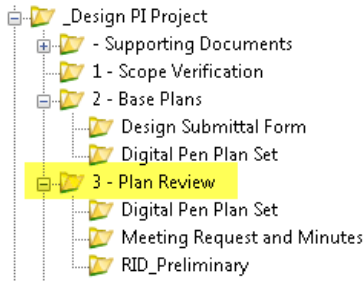 _Design PI Project
- Supporting Documents
1 - Scope Verification
2 - Base Plans
Design Submittal Form
Digital Pen Plan Set
3 - Plan Review
Digital Pen Plan Set
Meeting Request and Minutes
RID_Preliminary